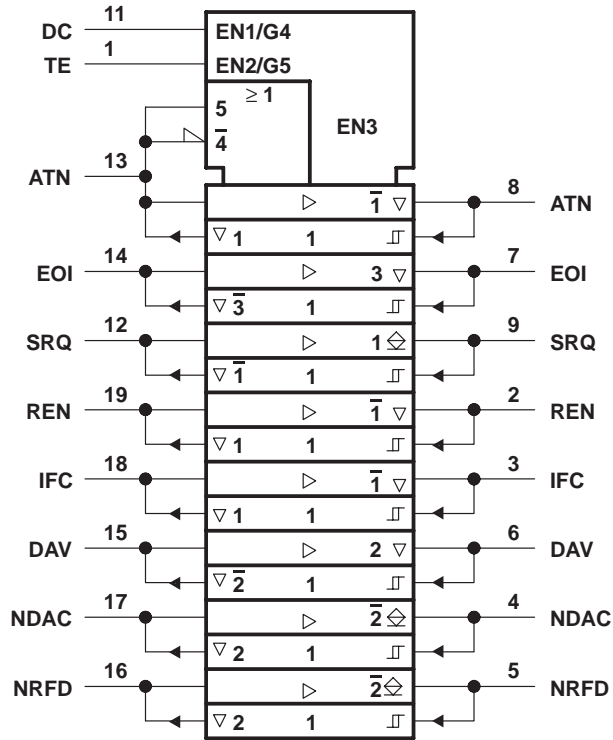 11
DC
EN1/G4
1
TE
EN2/G5
≥ 1
5
EN3
4̅
13
ATN
1̅
8
ATN
1 1
14
EOI
3
7
EOI
3̅ 1
12
SRQ
1
9
SRQ
1̅ 1
19
REN
1̅
2
REN
1 1
18
IFC
1̅
3
IFC
1 1
15
DAV
2
6
DAV
2̅ 1
17
NDAC
2̅
4
NDAC
2 1
16
NRFD
2̅
5
NRFD
2 1